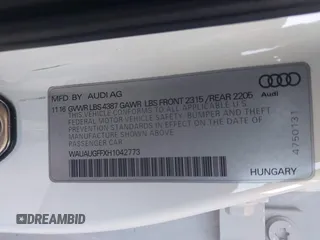 MFD BY AUDI AG
11.16 GVWR LBS 4387 GAWR LBS FRONT 2315 /REAR 2205
THIS VEHICLE CONFORMS TO ALL APPLICABLE
FEDERAL MOTOR VEHICLE SAFETY, BUMPER AND THEFT
PREVENTION STANDARDS IN EFFECT ON THE DATE OF
MANUFACTURE SHOWN ABOVE.
PASSENGER CAR
WAUAUGFFXH1042773
Audi
4750131
HUNGARY
DREAMBID